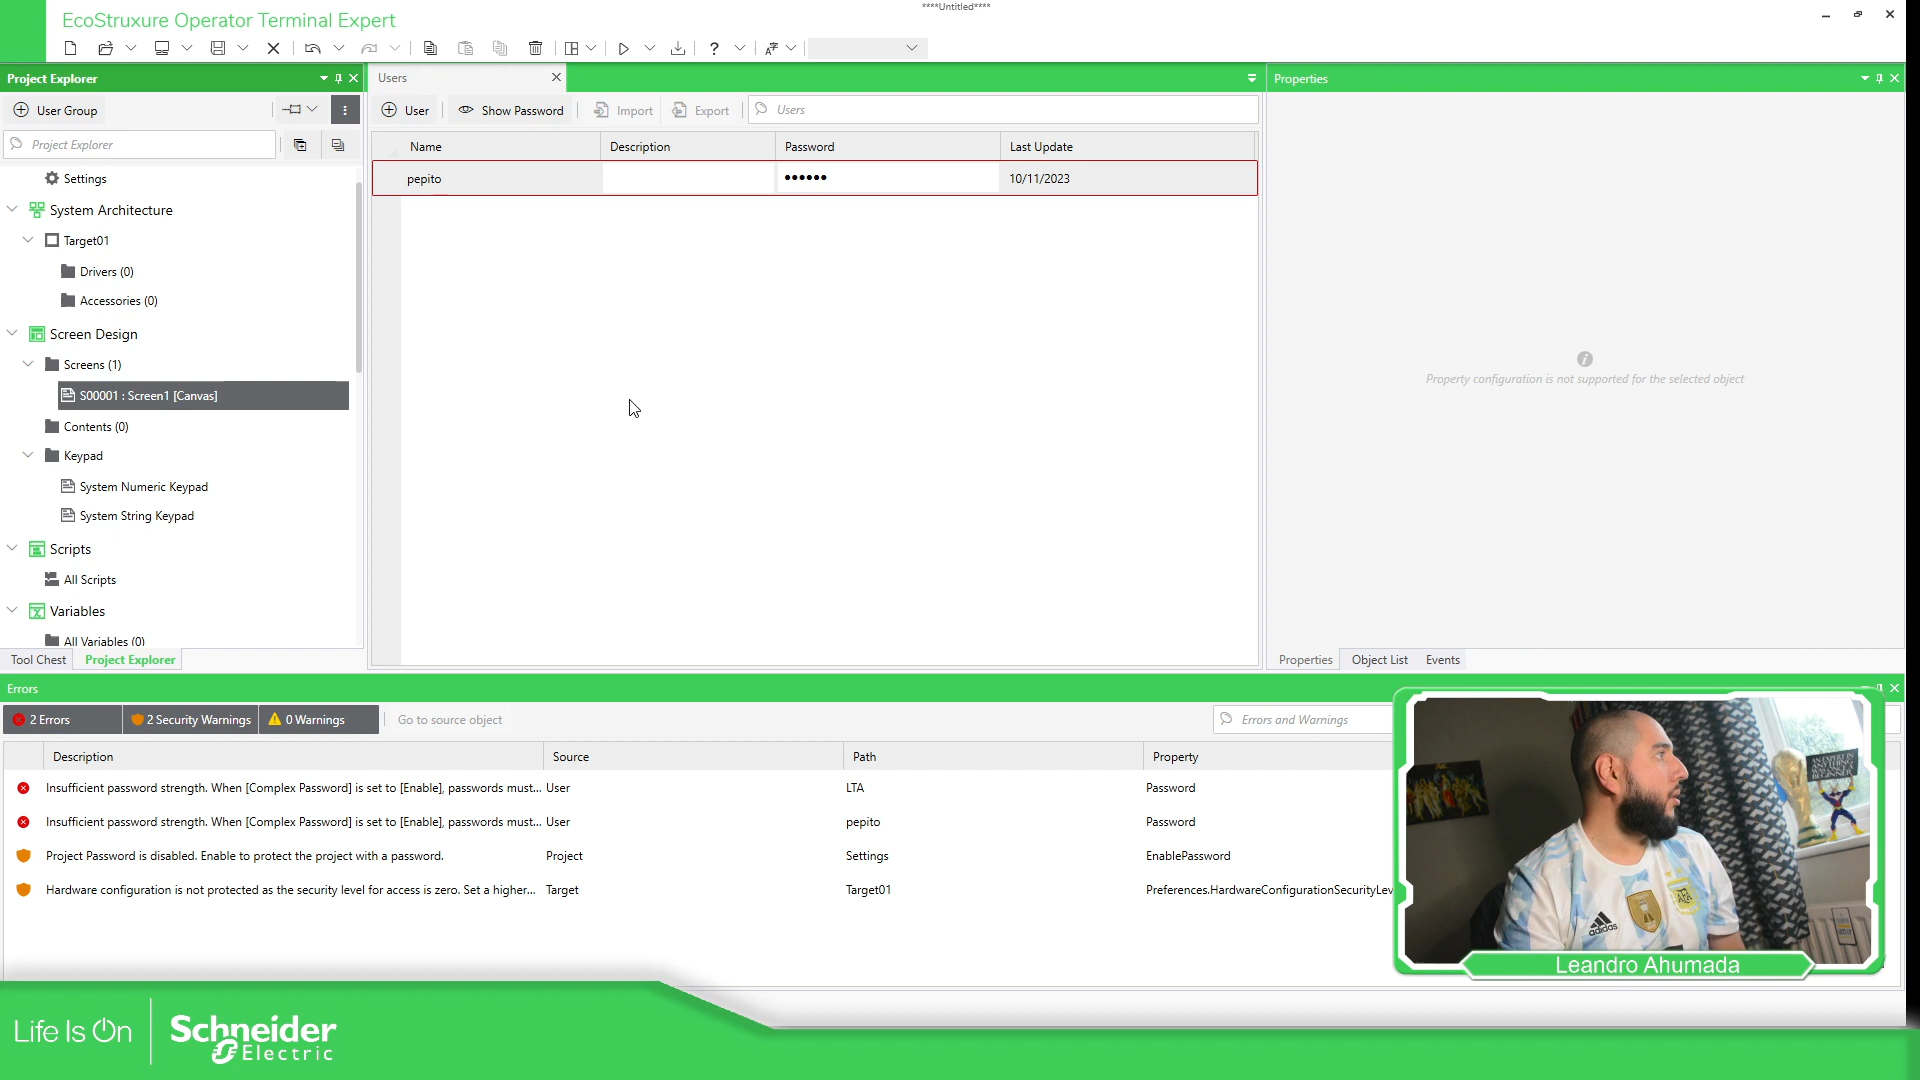 ****Untitled****
EcoStruxure Operator Terminal Expert
Project Explorer
User Group
Project Explorer
Settings
System Architecture
Target01
Drivers (0)
Accessories (0)
Screen Design
Screens (1)
S00001 : Screen1 [Canvas]
Contents (0)
Keypad
System Numeric Keypad
System String Keypad
Scripts
All Scripts
Variables
All Variables (0)
Tool Chest Project Explorer
Users
User Show Password Import Export Users
Name Description Password Last Update
pepito •••••• 10/11/2023
Properties
Property configuration is not supported for the selected object
Properties Object List Events
Errors
2 Errors 2 Security Warnings 0 Warnings Go to source object Errors and Warnings
Description Source Path Property
Insufficient password strength. When [Complex Password] is set to [Enable], passwords must... User LTA Password
Insufficient password strength. When [Complex Password] is set to [Enable], passwords must... User pepito Password
Project Password is disabled. Enable to protect the project with a password. Project Settings EnablePassword
Hardware configuration is not protected as the security level for access is zero. Set a higher... Target Target01 Preferences.HardwareConfigurationSecurityLev
adidas
AFA
Leandro Ahumada
Life Is On
Schneider
Electric